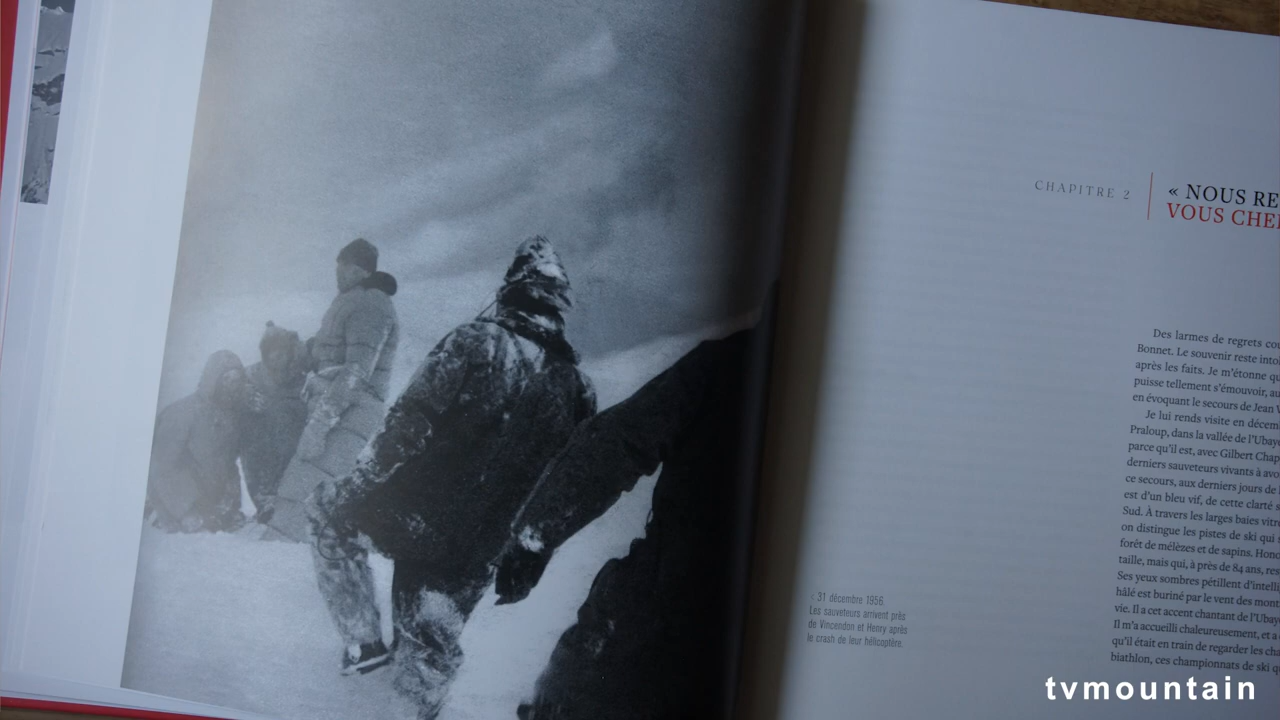 CHAPITRE 2
« NOUS RE
VOUS CHE
Des larmes de regrets cou
Bonnet. Le souvenir reste into
après les faits. Je m'étonne qu
puisse tellement s'émouvoir, au
en évoquant le secours de Jean V
Je lui rends visite en décem
Praloup, dans la vallée de l'Ubay
parce qu'il est, avec Gilbert Chap
derniers sauveteurs vivants à avo
ce secours, aux derniers jours de
est d'un bleu vif, de cette clarté s
Sud. À travers les larges baies vitr
on distingue les pistes de ski qui s
forêt de mélèzes et de sapins. Hono
taille, mais qui, à près de 84 ans, res
Ses yeux sombres pétillent d'intelli
hâlé est buriné par le vent des mont
vie. Il a cet accent chantant de l'Ubay
Il m'a accueilli chaleureusement, et a
qu'il était en train de regarder les cha
biathlon, ces championnats de ski q
‹ 31 décembre 1956.
Les sauveteurs arrivent près
de Vincendon et Henry après
le crash de leur hélicoptère.
tvmountain